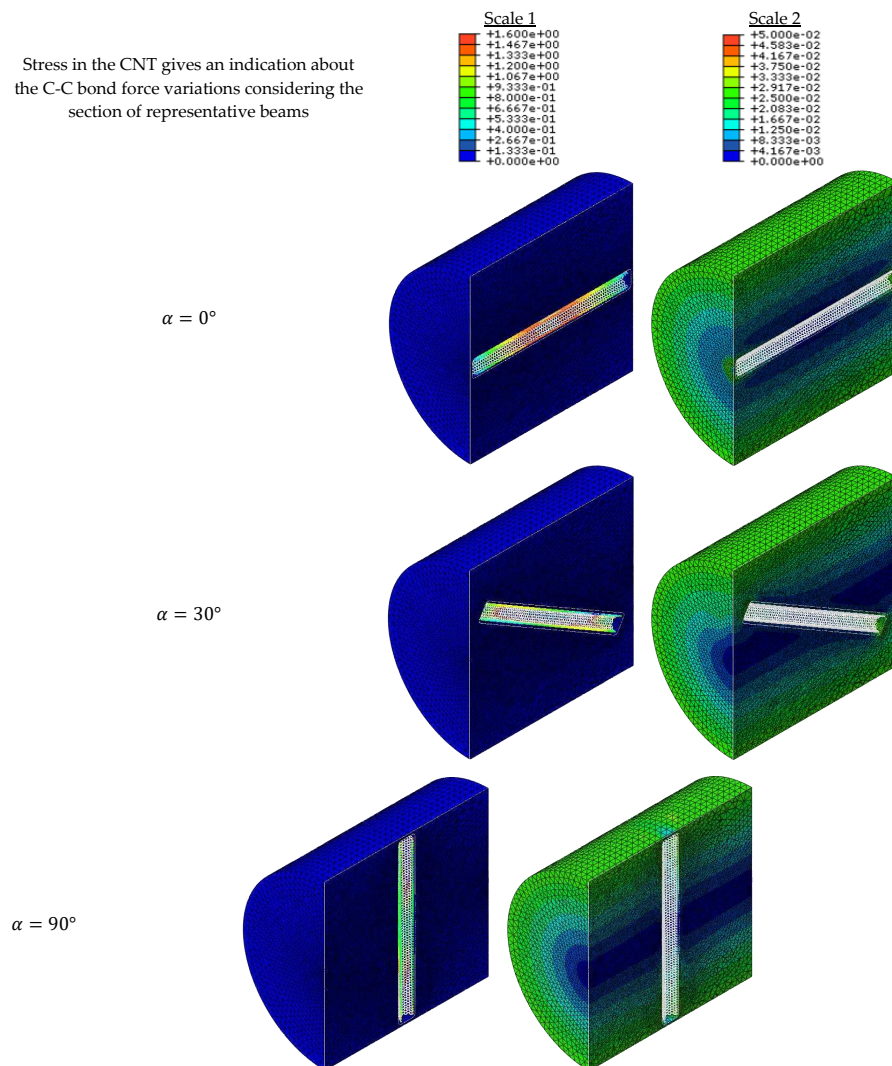 Scale 1
+1.600e+00
+1.467e+00
+1.333e+00
+1.200e+00
+1.067e+00
+9.333e-01
+8.000e-01
+6.667e-01
+5.333e-01
+4.000e-01
+2.667e-01
+1.333e-01
+0.000e+00
Scale 2
+5.000e-02
+4.583e-02
+4.167e-02
+3.750e-02
+3.333e-02
+2.917e-02
+2.500e-02
+2.083e-02
+1.667e-02
+1.250e-02
+8.333e-03
+4.167e-03
+0.000e+00
Stress in the CNT gives an indication about
the C-C bond force variations considering the
section of representative beams
α = 0°
α = 30°
α = 90°